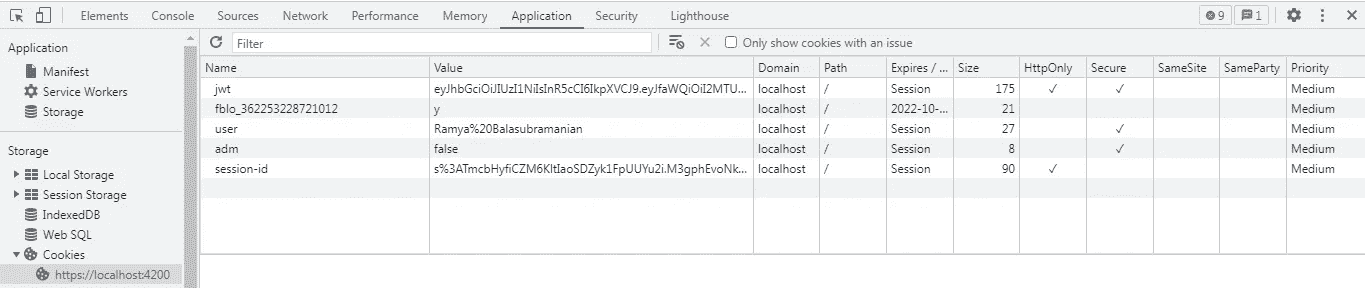 Elements Console Sources Network Performance Memory Application Security Lighthouse 9 1
Application
Manifest
Service Workers
Storage
Storage
Local Storage
Session Storage
IndexedDB
Web SQL
Cookies
https://localhost:4200
Filter Only show cookies with an issue
Name Value Domain Path Expires / ... Size HttpOnly Secure SameSite SameParty Priority
jwt eyJhbGciOiJIUzI1NiIsInR5cCI6IkpXVCJ9.eyJfaWQiOiI2MTU... localhost / Session 175 ✓ ✓ Medium
fblo_362253228721012 y localhost / 2022-10-... 21 Medium
user Ramya%20Balasubramanian localhost / Session 27 ✓ Medium
adm false localhost / Session 8 ✓ Medium
session-id s%3ATmcbHyfiCZM6KltIaoSDZyk1FpUUYu2i.M3gphEvoNk... localhost / Session 90 ✓ Medium